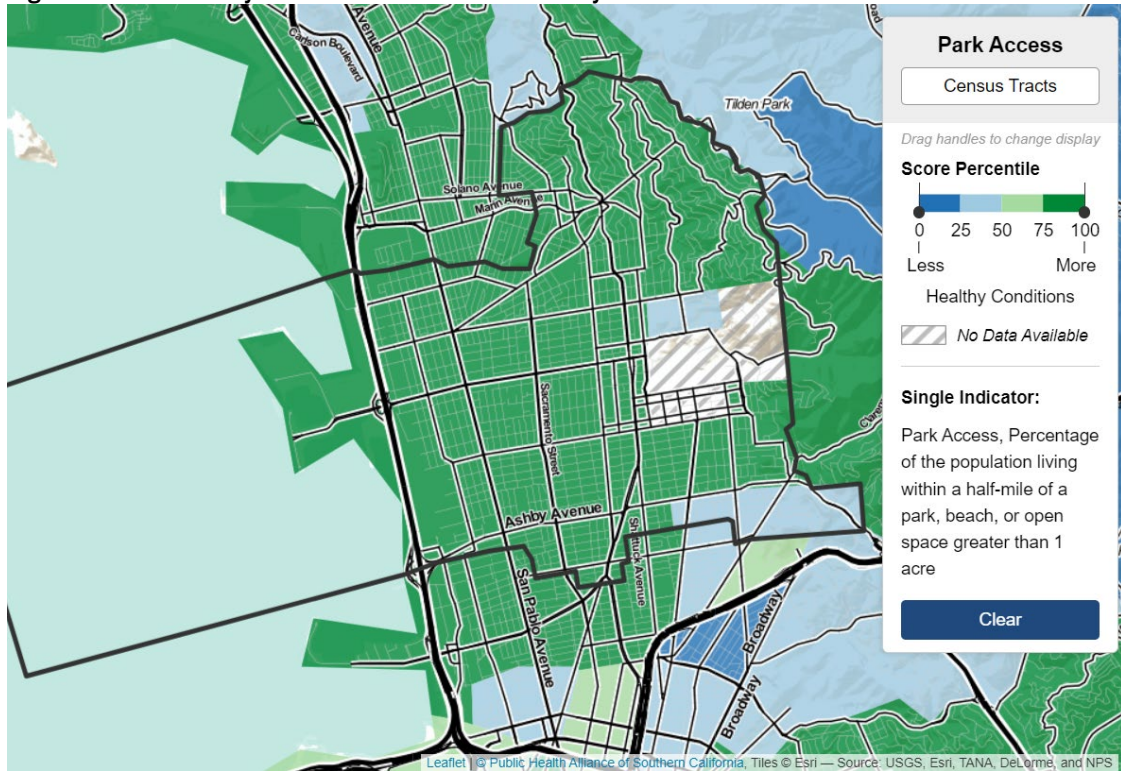 Carlson Boulevard
Avenue
Tilden Park
Solano Avenue
Marin Avenue
Sacramento Street
Ashby Avenue
Shattuck Avenue
San Pablo Avenue
Broadway
Broadway
Park Access
Census Tracts
Drag handles to change display
Score Percentile
0 25 50 75 100
Less More
Healthy Conditions
No Data Available
Single Indicator:
Park Access, Percentage
of the population living
within a half-mile of a
park, beach, or open
space greater than 1
acre
Clear
Leaflet | © Public Health Alliance of Southern California, Tiles © Esri — Source: USGS, Esri, TANA, DeLorme, and NPS